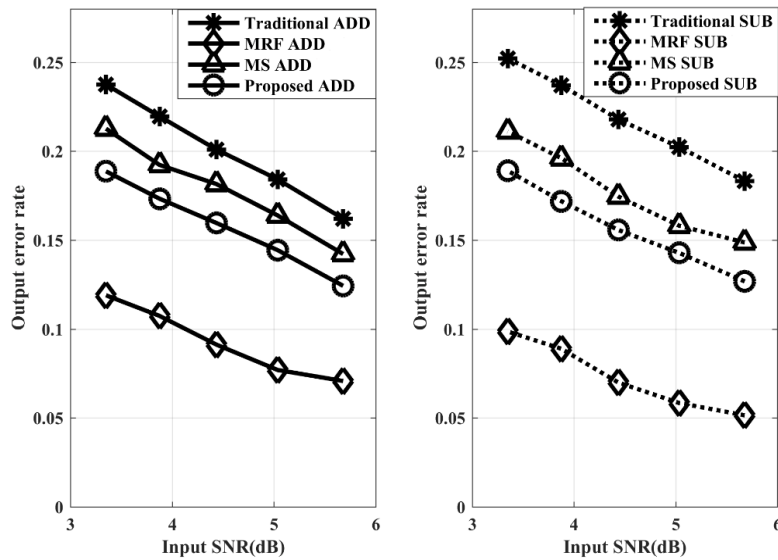 Traditional ADD
MRF ADD
MS ADD
Proposed ADD
0.25
0.2
0.15
0.1
0.05
0
3
4
5
6
Output error rate
Input SNR(dB)
Traditional SUB
MRF SUB
MS SUB
Proposed SUB
0.25
0.2
0.15
0.1
0.05
0
3
4
5
6
Output error rate
Input SNR(dB)